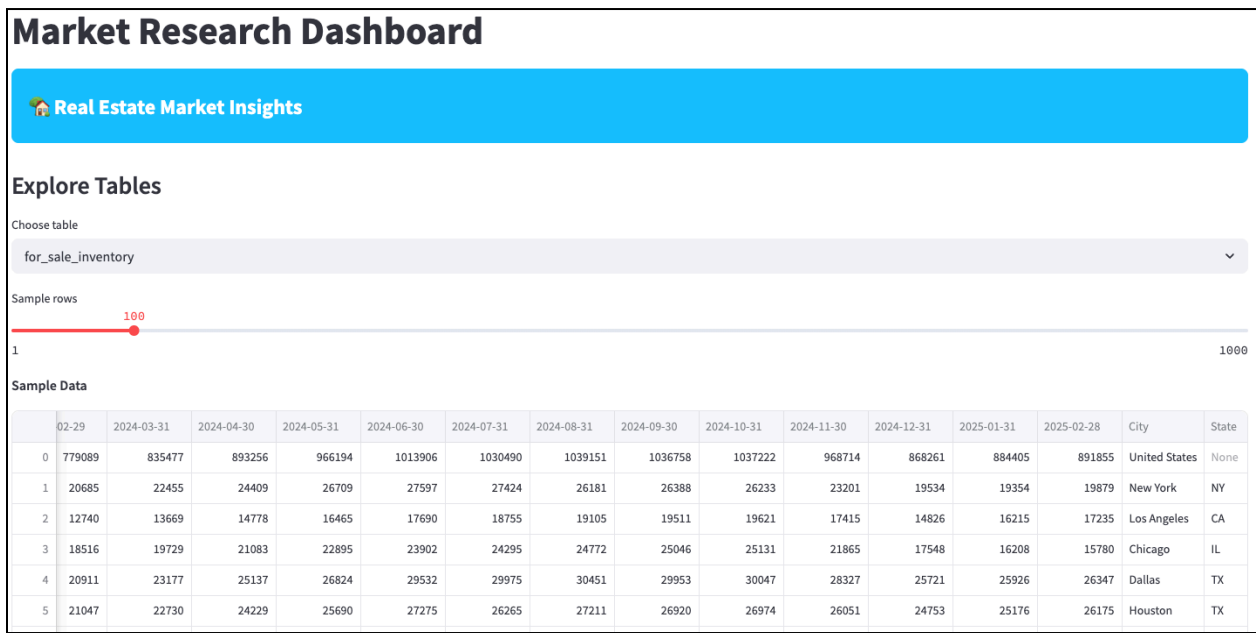 Market Research Dashboard
🏡 Real Estate Market Insights
Explore Tables
Choose table
for_sale_inventory
Sample rows
100
1 1000
Sample Data
02-29 2024-03-31 2024-04-30 2024-05-31 2024-06-30 2024-07-31 2024-08-31 2024-09-30 2024-10-31 2024-11-30 2024-12-31 2025-01-31 2025-02-28 City State
0 779089 835477 893256 966194 1013906 1030490 1039151 1036758 1037222 968714 868261 884405 891855 United States None
1 20685 22455 24409 26709 27597 27424 26181 26388 26233 23201 19534 19354 19879 New York NY
2 12740 13669 14778 16465 17690 18755 19105 19511 19621 17415 14826 16215 17235 Los Angeles CA
3 18516 19729 21083 22895 23902 24295 24772 25046 25131 21865 17548 16208 15780 Chicago IL
4 20911 23177 25137 26824 29532 29975 30451 29953 30047 28327 25721 25926 26347 Dallas TX
5 21047 22730 24229 25690 27275 26265 27211 26920 26974 26051 24753 25176 26175 Houston TX